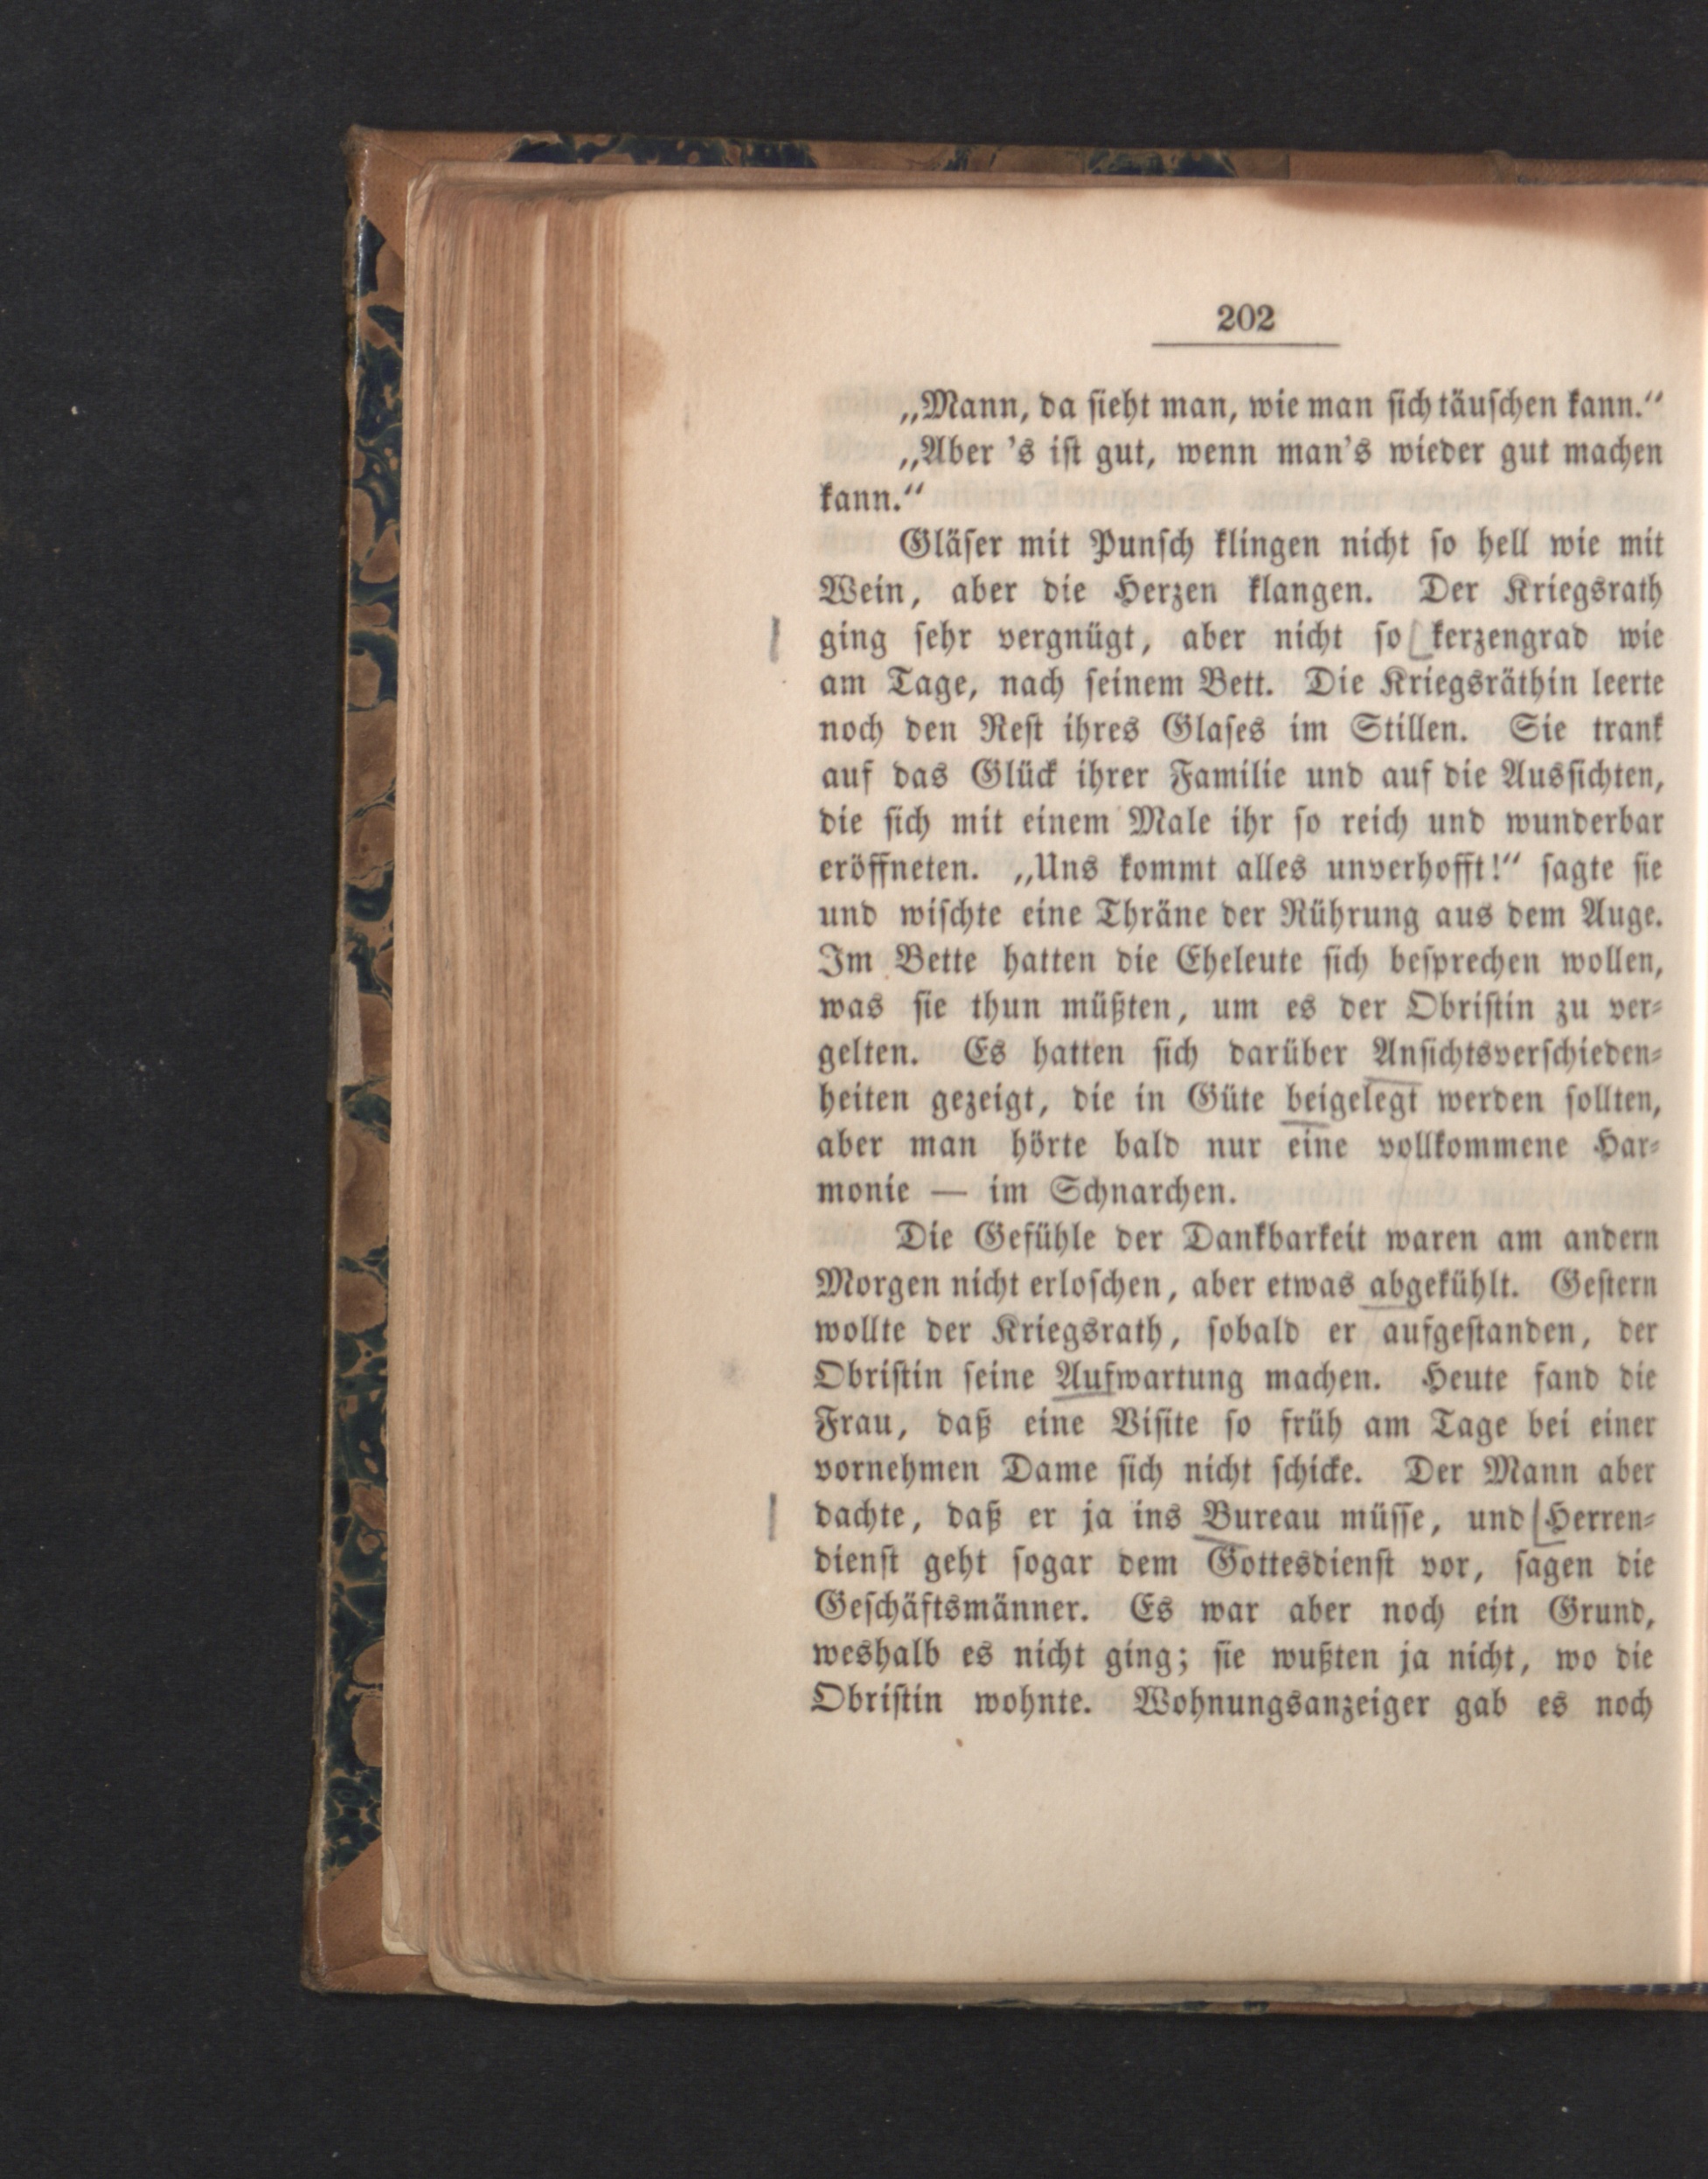 202
„Mann, da sieht man, wie man sich täuschen kann.“
„Aber 's ist gut, wenn man's wieder gut machen
kann.“
Gläser mit Punsch klingen nicht so hell wie mit
Wein, aber die Herzen klangen. Der Kriegsrath
ging sehr vergnügt, aber nicht so kerzengrad wie
am Tage, nach seinem Bett. Die Kriegsräthin leerte
noch den Rest ihres Glases im Stillen. Sie trank
auf das Glück ihrer Familie und auf die Aussichten,
die sich mit einem Male ihr so reich und wunderbar
eröffneten. „Uns kommt alles unverhofft!“ sagte sie
und wischte eine Thräne der Rührung aus dem Auge.
Im Bette hatten die Eheleute sich besprechen wollen,
was sie thun müßten, um es der Obristin zu ver-
gelten. Es hatten sich darüber Ansichtsverschieden-
heiten gezeigt, die in Güte beigelegt werden sollten,
aber man hörte bald nur eine vollkommene Har-
monie — im Schnarchen.
Die Gefühle der Dankbarkeit waren am andern
Morgen nicht erloschen, aber etwas abgekühlt. Gestern
wollte der Kriegsrath, sobald er aufgestanden, der
Obristin seine Aufwartung machen. Heute fand die
Frau, daß eine Visite so früh am Tage bei einer
vornehmen Dame sich nicht schicke. Der Mann aber
dachte, daß er ja ins Bureau müsse, und Herren-
dienst geht sogar dem Gottesdienst vor, sagen die
Geschäftsmänner. Es war aber noch ein Grund,
weshalb es nicht ging; sie wußten ja nicht, wo die
Obristin wohnte. Wohnungsanzeiger gab es noch